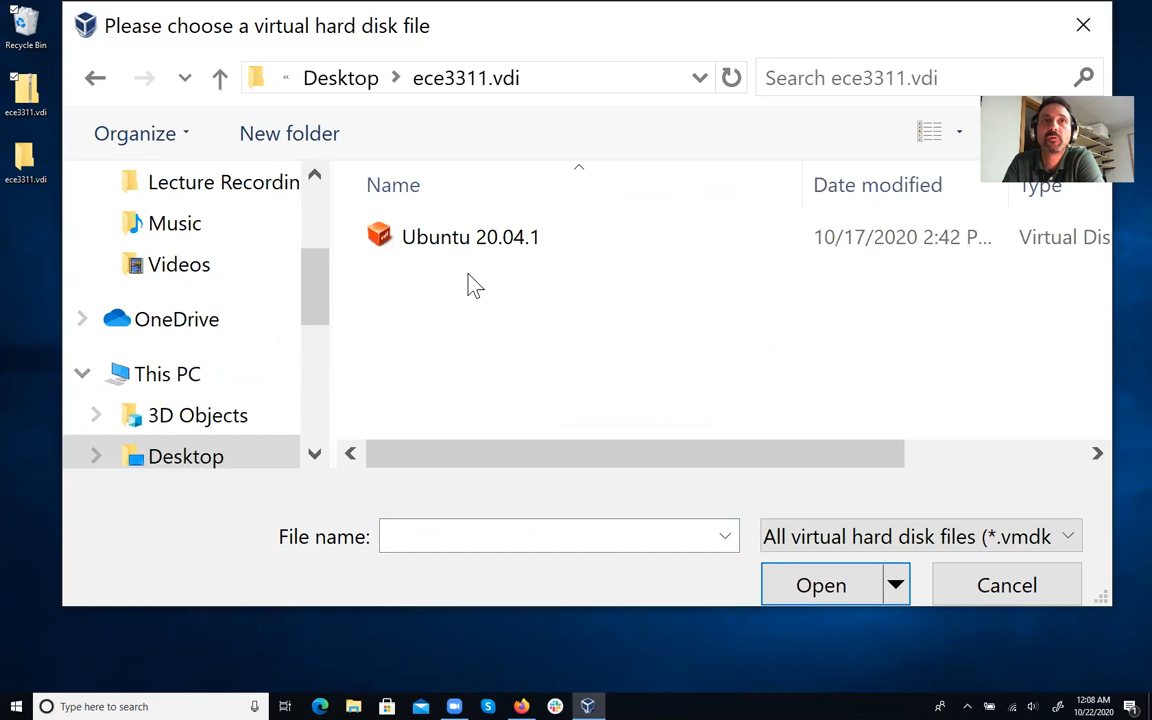 Recycle Bin
ece3311.vdi
ece3311.vdi
Please choose a virtual hard disk file
« Desktop > ece3311.vdi
Search ece3311.vdi
Organize
New folder
Lecture Recordin
Music
Videos
OneDrive
This PC
3D Objects
Desktop
Name
Date modified
Type
Ubuntu 20.04.1
10/17/2020 2:42 P...
Virtual Dis
File name:
All virtual hard disk files (*.vmdk
Open
Cancel
Type here to search
12:08 AM
10/22/2020
1